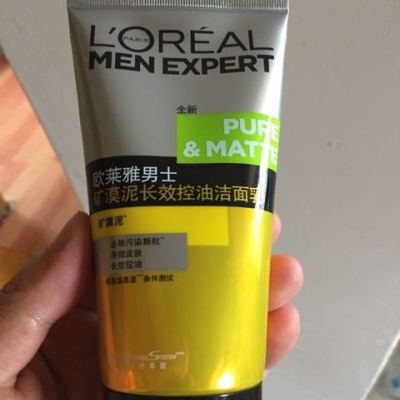 L'ORÉAL
PARIS
MEN EXPERT
全新
PURE
& MATTE
欧莱雅男士
矿漠泥长效控油洁面乳
矿漠泥*
去除污染颗粒**
净彻皮肤
长效控油
SYSTEM